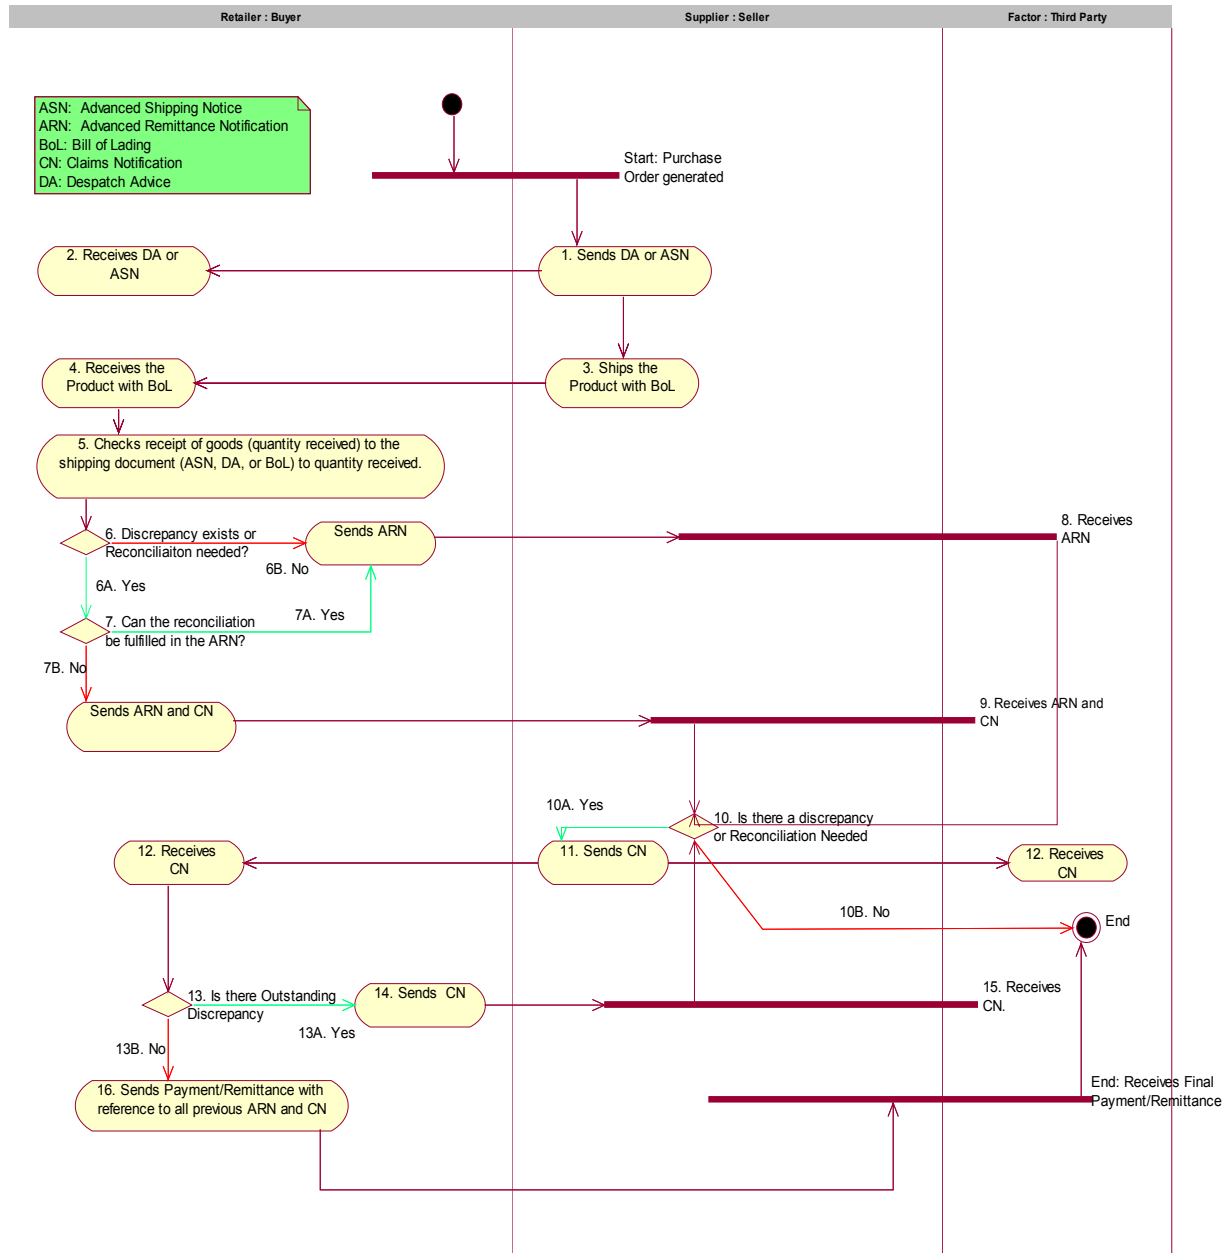 Retailer : Buyer
Supplier : Seller
Factor : Third Party
ASN:  Advanced Shipping Notice
ARN:  Advanced Remittance Notification
BoL: Bill of Lading
CN: Claims Notification
DA: Despatch Advice
Start: Purchase
Order generated
2. Receives DA or
ASN
1. Sends DA or ASN
4. Receives the
Product with BoL
3. Ships the
Product with BoL
5. Checks receipt of goods (quantity received) to the
shipping document (ASN, DA, or BoL) to quantity received.
6. Discrepancy exists or
Reconciliaiton needed?
Sends ARN
8. Receives
ARN
6B. No
6A. Yes
7. Can the reconciliation
be fulfilled in the ARN?
7A. Yes
7B. No
Sends ARN and CN
9. Receives ARN and
CN
10A. Yes
10. Is there a discrepancy
or Reconciliation Needed
12. Receives
CN
11. Sends CN
12. Receives
CN
10B. No
End
13. Is there Outstanding
Discrepancy
14. Sends  CN
15. Receives
CN.
13A. Yes
13B. No
16. Sends Payment/Remittance with
reference to all previous ARN and CN
End: Receives Final
Payment/Remittance